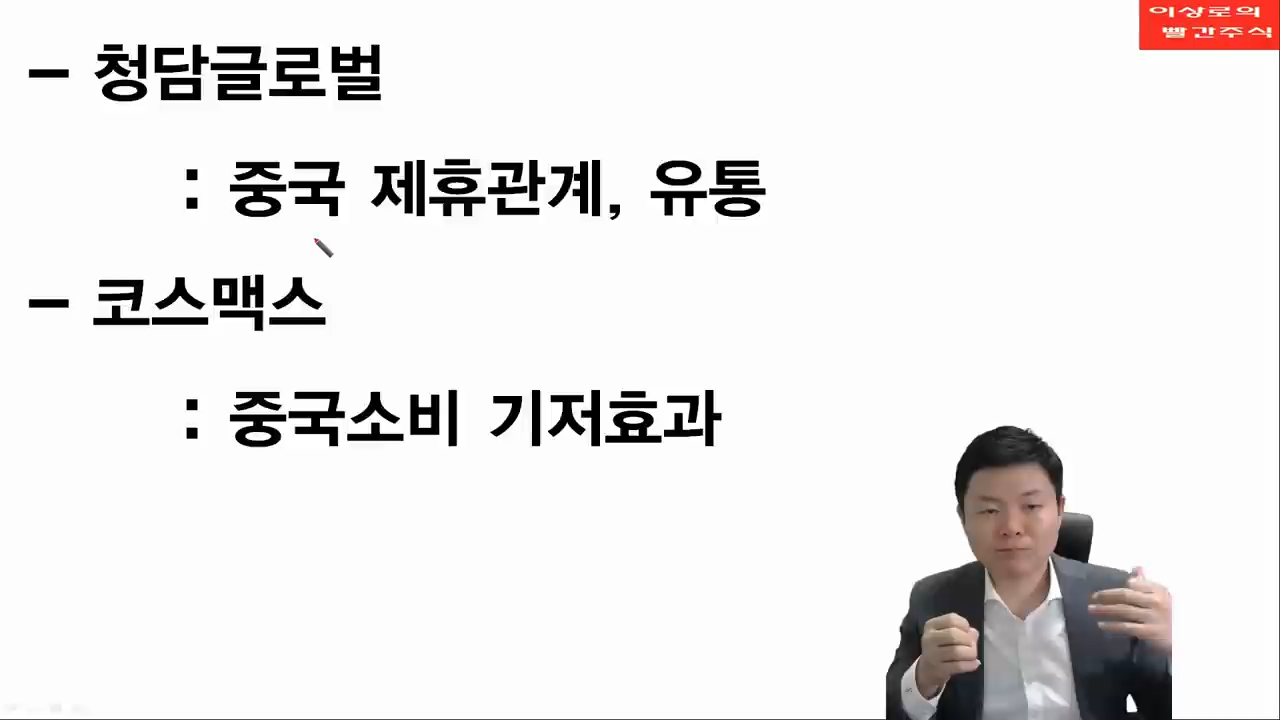 이상로의
빨간주식
- 청담글로벌
: 중국 제휴관계, 유통
- 코스맥스
: 중국소비 기저효과